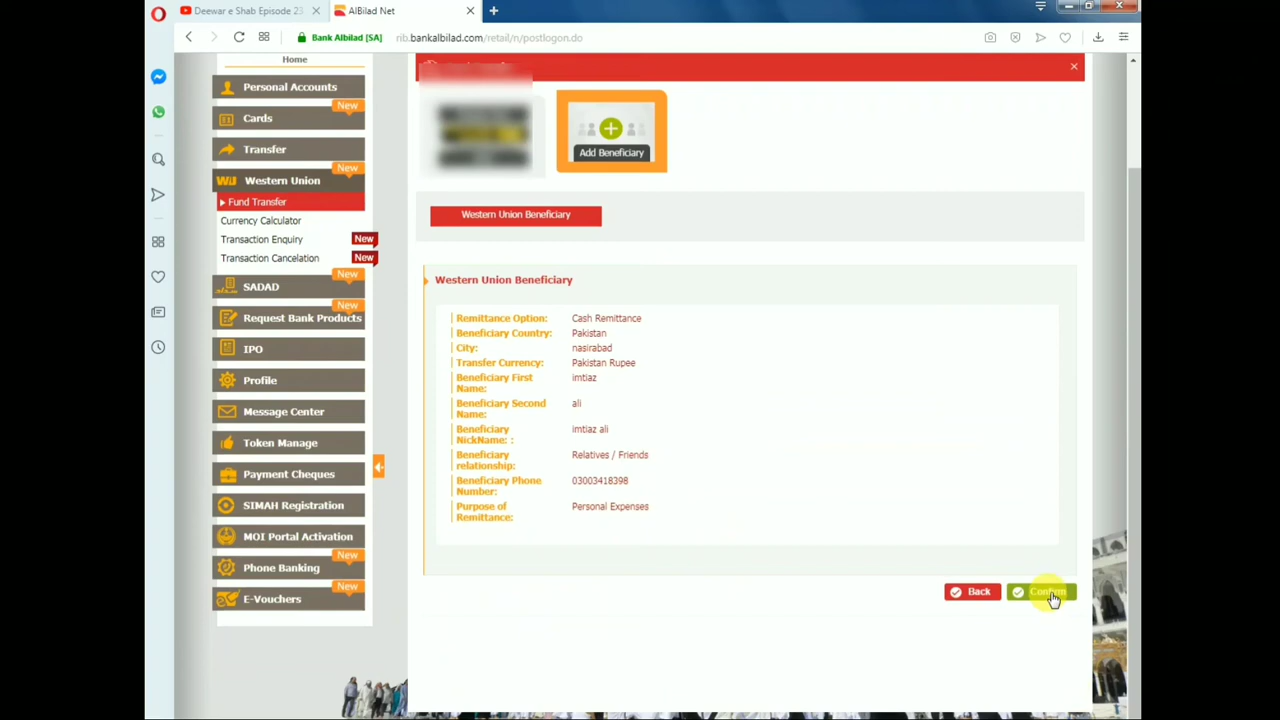 Deewar e Shab Episode 23
AlBilad Net
Bank Albilad [SA]
nib.bankalbilad.com/retail/n/postlogon.do
Home
Personal Accounts
New
Cards
Transfer
New
WU Western Union
Fund Transfer
Currency Calculator
Transaction Enquiry New
Transaction Cancelation New
New
SADAD
New
Request Bank Products
IPO
Profile
Message Center
Token Manage
Payment Cheques
SIMAH Registration
MOI Portal Activation
New
Phone Banking
New
E-Vouchers
Add Beneficiary
Western Union Beneficiary
Western Union Beneficiary
Remittance Option: Cash Remittance
Beneficiary Country: Pakistan
City: nasirabad
Transfer Currency: Pakistan Rupee
Beneficiary First imtiaz
Name:
Beneficiary Second ali
Name:
Beneficiary imtiaz ali
NickName: :
Beneficiary Relatives / Friends
relationship:
Beneficiary Phone 03003418398
Number:
Purpose of Personal Expenses
Remittance:
Back Confirm